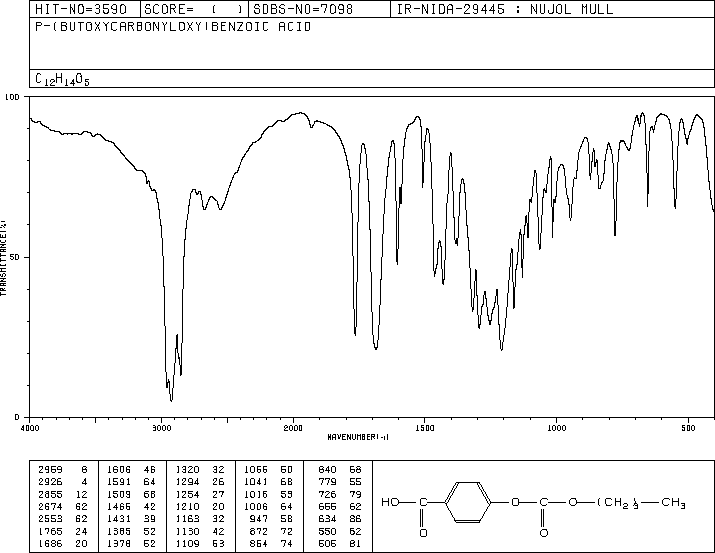 HIT-NO=3590 SCORE= ( ) SDBS-NO=7098 IR-NIDA-29445 : NUJOL MULL
P-(BUTOXYCARBONYLOXY)BENZOIC ACID
C12H14O5
100
50
0
TRANSMITTANCE(%)
4000 3000 2000 1500 1000 500
WAVENUMBER(-1)
2959 6 1606 46 1320 32 1066 50 840 68
2926 4 1591 64 1294 26 1041 68 779 55
2855 12 1509 68 1254 27 1016 59 726 79
2674 62 1466 42 1210 20 1006 64 655 62
2553 62 1431 39 1163 32 947 58 634 86
1765 24 1385 52 1130 42 872 72 550 62
1686 20 1378 52 1109 53 854 74 505 81
HO—C—O—C—O—(CH2)3—CH3
O O